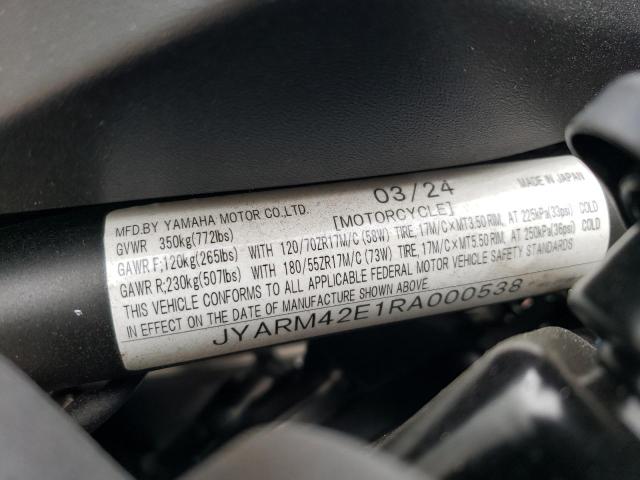 03/24 MADE IN JAPAN
MFD.BY YAMAHA MOTOR CO.,LTD. [MOTORCYCLE]
GVWR 350kg(772lbs)
GAWR F;120kg(265lbs) WITH 120/70ZR17M/C (58W) TIRE, 17M/C×MT3.50 RIM, AT 225kPa(33psi) COLD
GAWR R;230kg(507lbs) WITH 180/55ZR17M/C (73W) TIRE, 17M/C×MT5.50 RIM, AT 250kPa(36psi) COLD
THIS VEHICLE CONFORMS TO ALL APPLICABLE FEDERAL MOTOR VEHICLE SAFETY STANDARDS
IN EFFECT ON THE DATE OF MANUFACTURE SHOWN ABOVE.
JYARM42E1RA000538